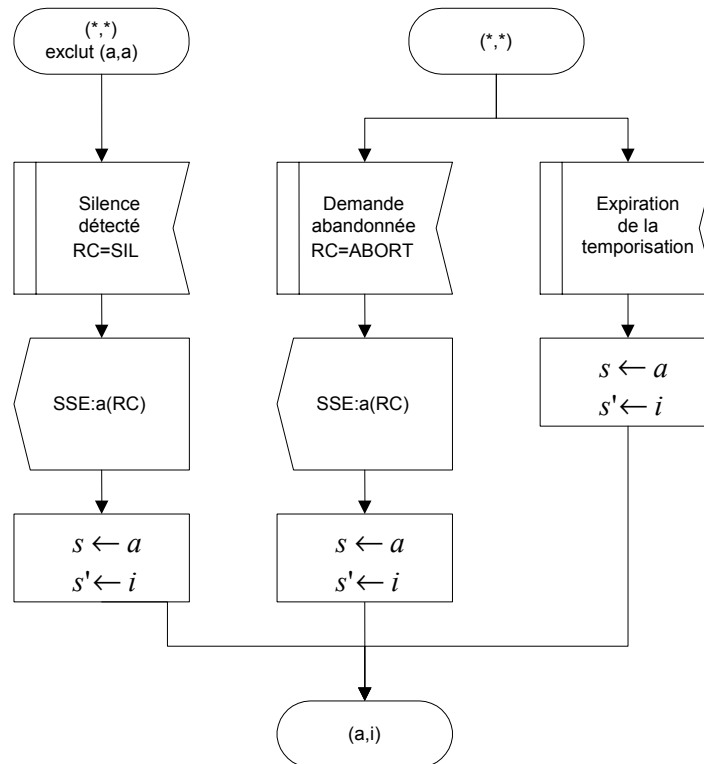 (*,*)
exclut (a,a)
(*,*)
Silence
détecté
RC=SIL
Demande
abandonnée
RC=ABORT
Expiration
de la
temporisation
SSE:a(RC)
SSE:a(RC)
s ← a
s' ← i
s ← a
s' ← i
s ← a
s' ← i
(a,i)